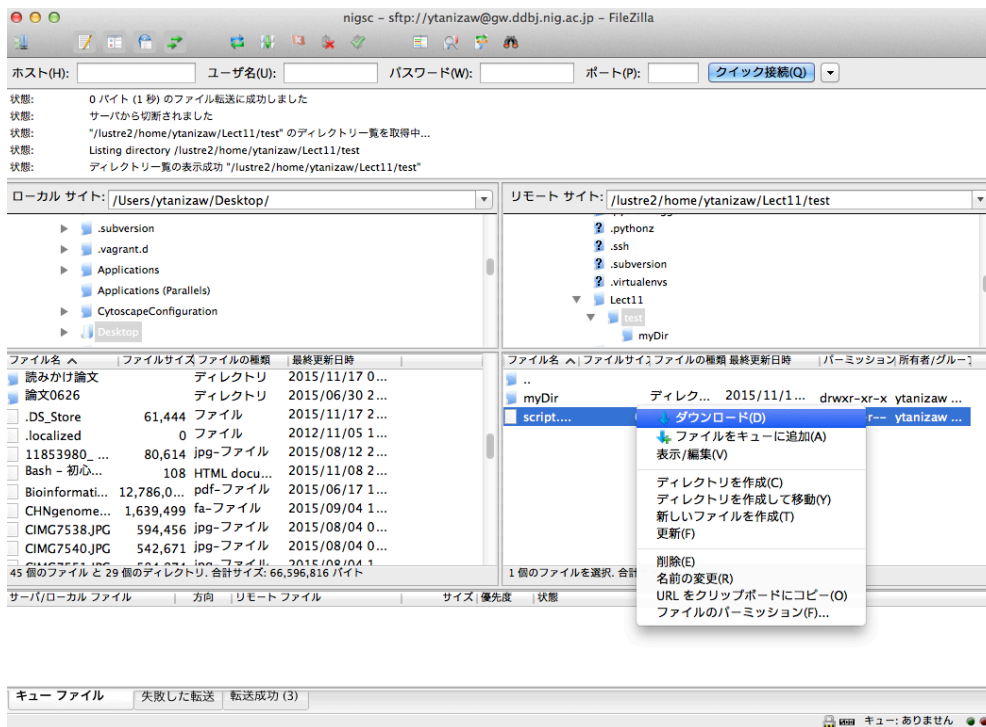 nigsc - sftp://ytanizaw@gw.ddbj.nig.ac.jp - FileZilla
ホスト(H): ユーザ名(U): パスワード(W): ポート(P): クイック接続(Q)
状態: 0 バイト (1 秒) のファイル転送に成功しました
状態: サーバから切断されました
状態: "/lustre2/home/ytanizaw/Lect11/test" のディレクトリ一覧を取得中...
状態: Listing directory /lustre2/home/ytanizaw/Lect11/test
状態: ディレクトリ一覧の表示成功 "/lustre2/home/ytanizaw/Lect11/test"
ローカル サイト: /Users/ytanizaw/Desktop/
.subversion
.vagrant.d
Applications
Applications (Parallels)
CytoscapeConfiguration
Desktop
ファイル名 ファイルサイズ ファイルの種類 最終更新日時
読みかけ論文 ディレクトリ 2015/11/17 0...
論文0626 ディレクトリ 2015/06/30 2...
.DS_Store 61,444 ファイル 2015/11/17 2...
.localized 0 ファイル 2012/11/05 1...
11853980_ ... 80,614 jpg-ファイル 2015/08/12 2...
Bash - 初心... 108 HTML docu... 2015/11/08 2...
Bioinformati... 12,786,0... pdf-ファイル 2015/06/17 1...
CHNgenome... 1,639,499 fa-ファイル 2015/09/04 1...
CIMG7538.JPG 594,456 jpg-ファイル 2015/08/04 0...
CIMG7540.JPG 542,671 jpg-ファイル 2015/08/04 0...
45 個のファイル と 29 個のディレクトリ. 合計サイズ: 66,596,816 バイト
リモート サイト: /lustre2/home/ytanizaw/Lect11/test
.pythonz
.ssh
.subversion
.virtualenvs
Lect11
test
myDir
ファイル名 ファイルサイズ ファイルの種類 最終更新日時 パーミッション 所有者/グルー
..
myDir ディレク... 2015/11/1... drwxr-xr-x ytanizaw ...
script.... r-- ytanizaw ...
1 個のファイルを選択. 合計
ダウンロード(D)
ファイルをキューに追加(A)
表示/編集(V)
ディレクトリを作成(C)
ディレクトリを作成して移動(Y)
新しいファイルを作成(T)
更新(F)
削除(E)
名前の変更(R)
URL をクリップボードにコピー(O)
ファイルのパーミッション(F)...
サーバ/ローカル ファイル 方向 リモート ファイル サイズ 優先度 状態
キュー ファイル 失敗した転送 転送成功 (3)
キュー: ありません